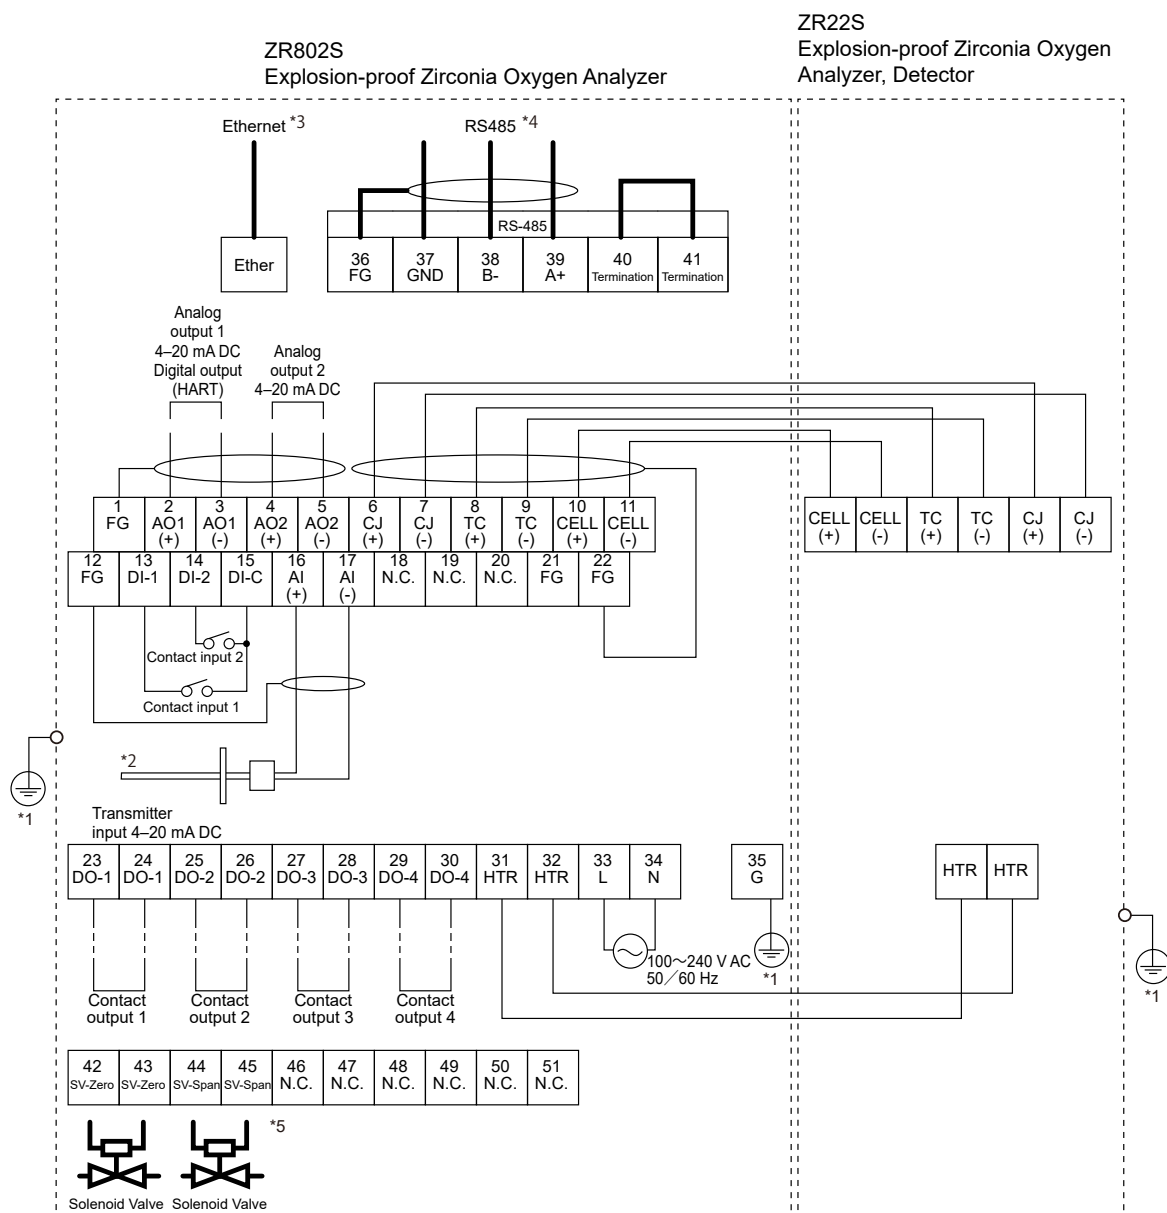 ZR802S
Explosion-proof Zirconia Oxygen Analyzer
ZR22S
Explosion-proof Zirconia Oxygen
Analyzer, Detector
Ethernet *3
RS485 *4
RS-485
Ether
36
FG
37
GND
38
B-
39
A+
40
Termination
41
Termination
Analog
output 1
4–20 mA DC
Digital output
(HART)
Analog
output 2
4–20 mA DC
1
FG
2
AO1
(+)
3
AO1
(-)
4
AO2
(+)
5
AO2
(-)
6
CJ
(+)
7
CJ
(-)
8
TC
(+)
9
TC
(-)
10
CELL
(+)
11
CELL
(-)
CELL
(+)
CELL
(-)
TC
(+)
TC
(-)
CJ
(+)
CJ
(-)
12
FG
13
DI-1
14
DI-2
15
DI-C
16
AI
(+)
17
AI
(-)
18
N.C.
19
N.C.
20
N.C.
21
FG
22
FG
Contact input 2
Contact input 1
*2
*1
Transmitter
input 4–20 mA DC
23
DO-1
24
DO-1
25
DO-2
26
DO-2
27
DO-3
28
DO-3
29
DO-4
30
DO-4
31
HTR
32
HTR
33
L
34
N
35
G
HTR
HTR
100～240 V AC
50／60 Hz
*1
*1
Contact
output 1
Contact
output 2
Contact
output 3
Contact
output 4
42
SV-Zero
43
SV-Zero
44
SV-Span
45
SV-Span
46
N.C.
47
N.C.
48
N.C.
49
N.C.
50
N.C.
51
N.C.
*5
Solenoid Valve
Solenoid Valve